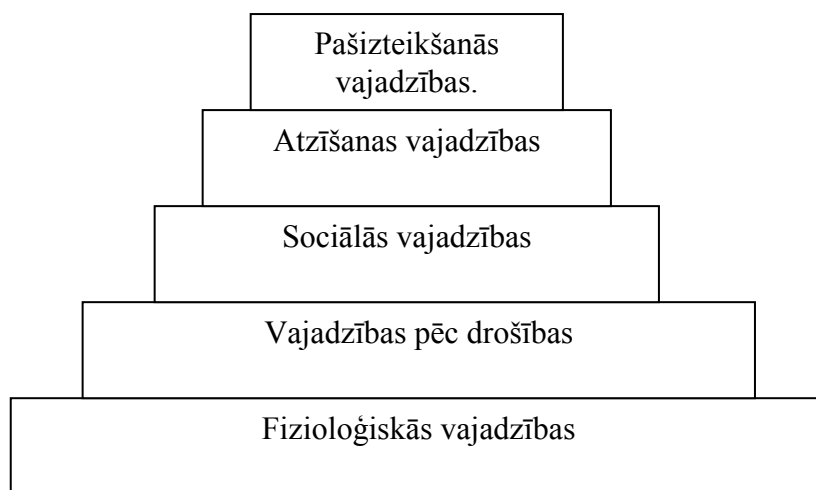 Pašizteikšanās
vajadzības.
Atzīšanas vajadzības
Sociālās vajadzības
Vajadzības pēc drošības
Fizioloģiskās vajadzības